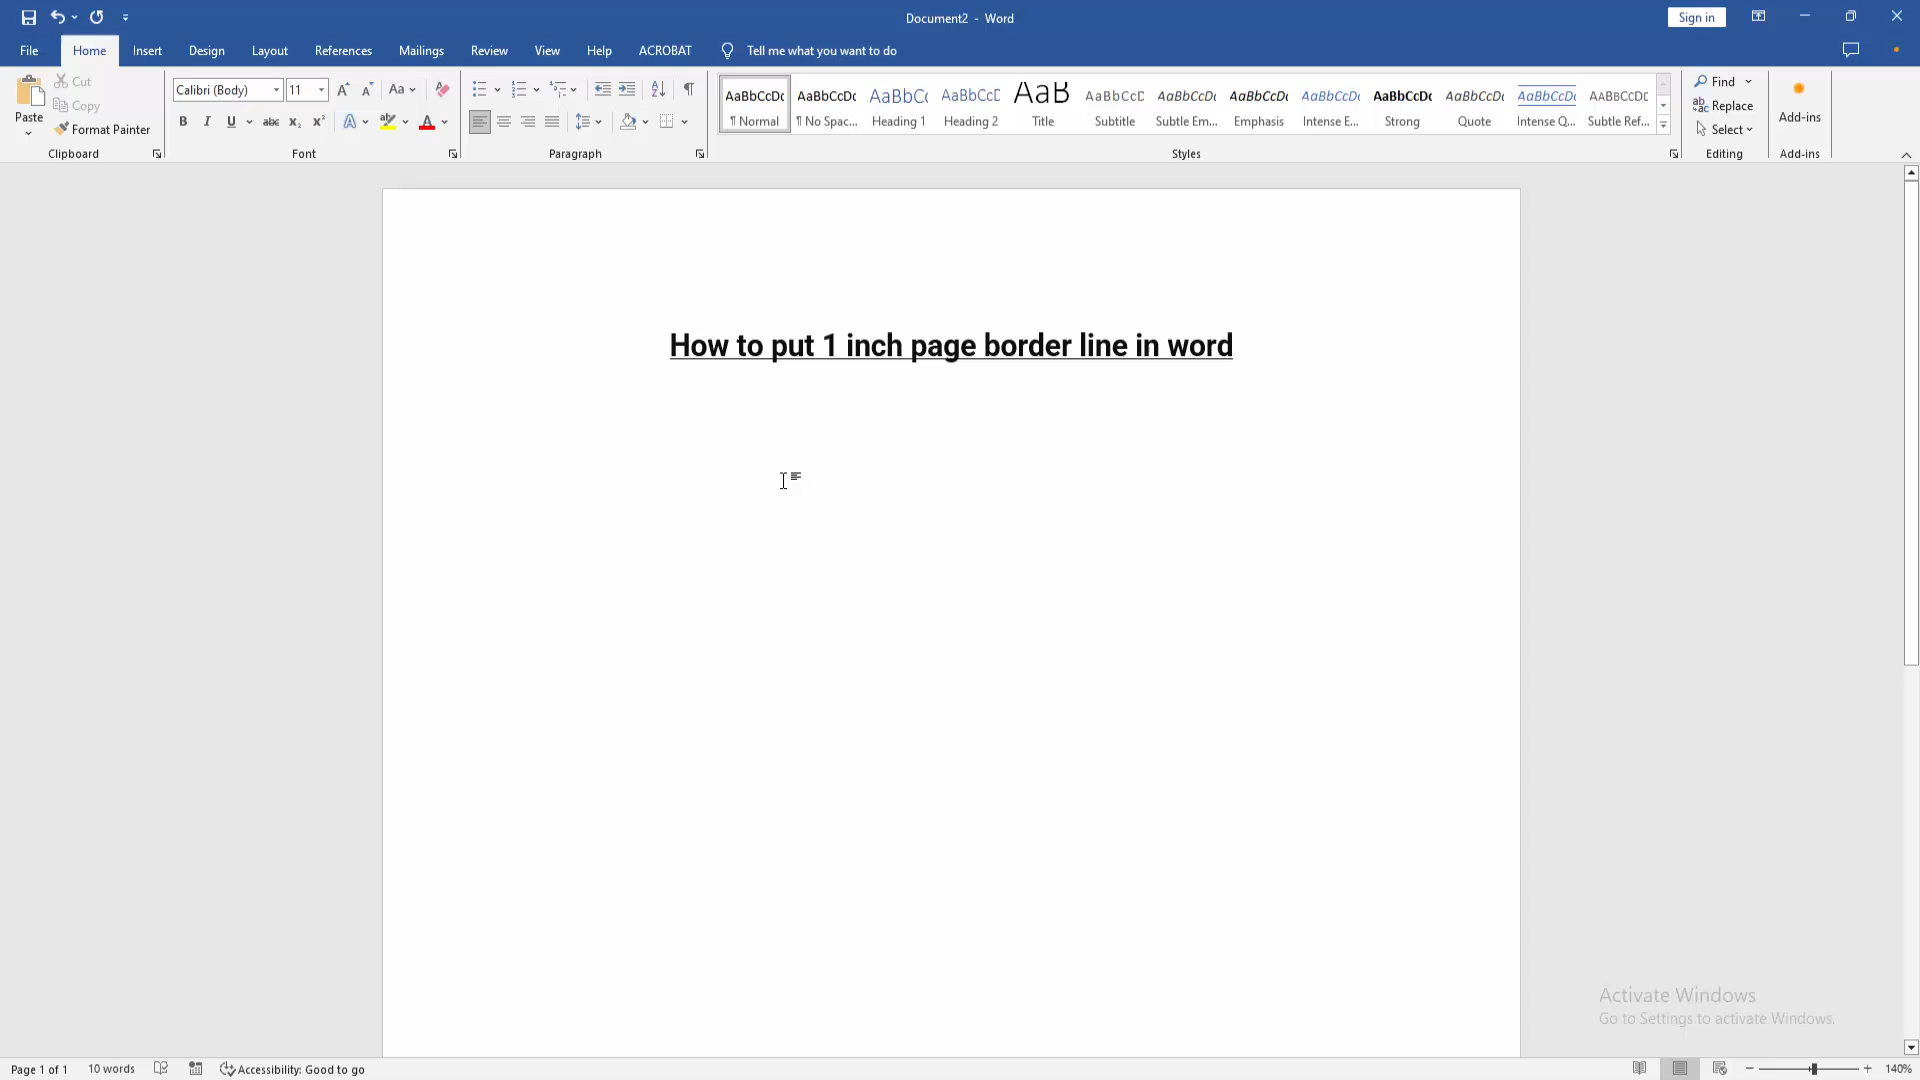 Document2 - Word
Sign in
File Home Insert Design Layout References Mailings Review View Help ACROBAT Tell me what you want to do
Paste
Cut
Copy
Format Painter
Clipboard
Calibri (Body) 11
Font
Paragraph
AaBbCcDc AaBbCcDc AaBbCc AaBbCcD AaB AaBbCcD AaBbCcDc AaBbCcDc AaBbCcDc AaBbCcDc AaBbCcDc AaBbCcDc AABBCCDD
¶ Normal ¶ No Spac... Heading 1 Heading 2 Title Subtitle Subtle Em... Emphasis Intense E... Strong Quote Intense Q... Subtle Ref...
Styles
Find
Replace
Select
Editing
Add-ins
Add-ins
How to put 1 inch page border line in word
Activate Windows
Go to Settings to activate Windows.
Page 1 of 1 10 words Accessibility: Good to go 140%